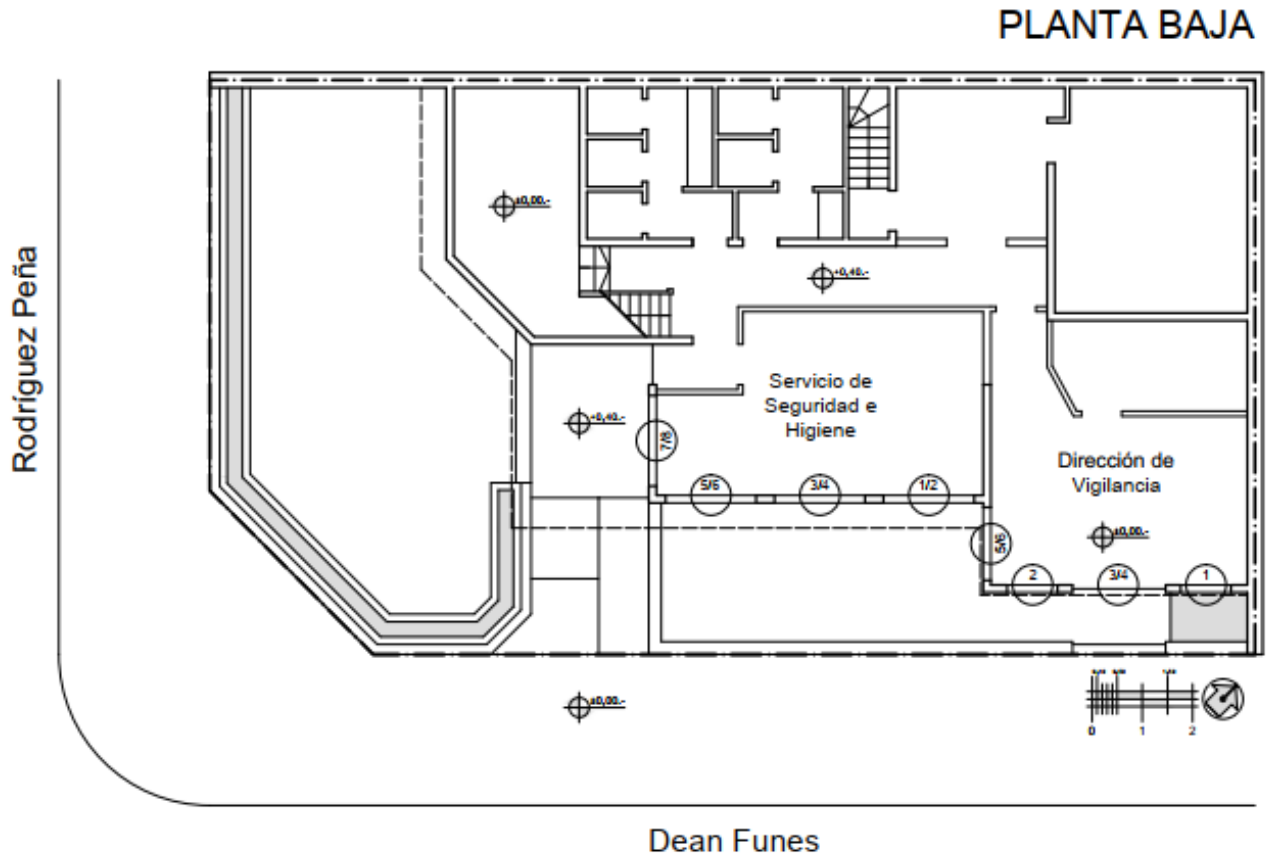 PLANTA BAJA
±0,00.-
+0,40.-
Rodríguez Peña
Servicio de
Seguridad e
Higiene
+0,40.-
7/8
5/6
3/4
1/2
Dirección de
Vigilancia
±0,00.-
5/6
2
3/4
1
±0,00.-
0
1
2
Dean Funes